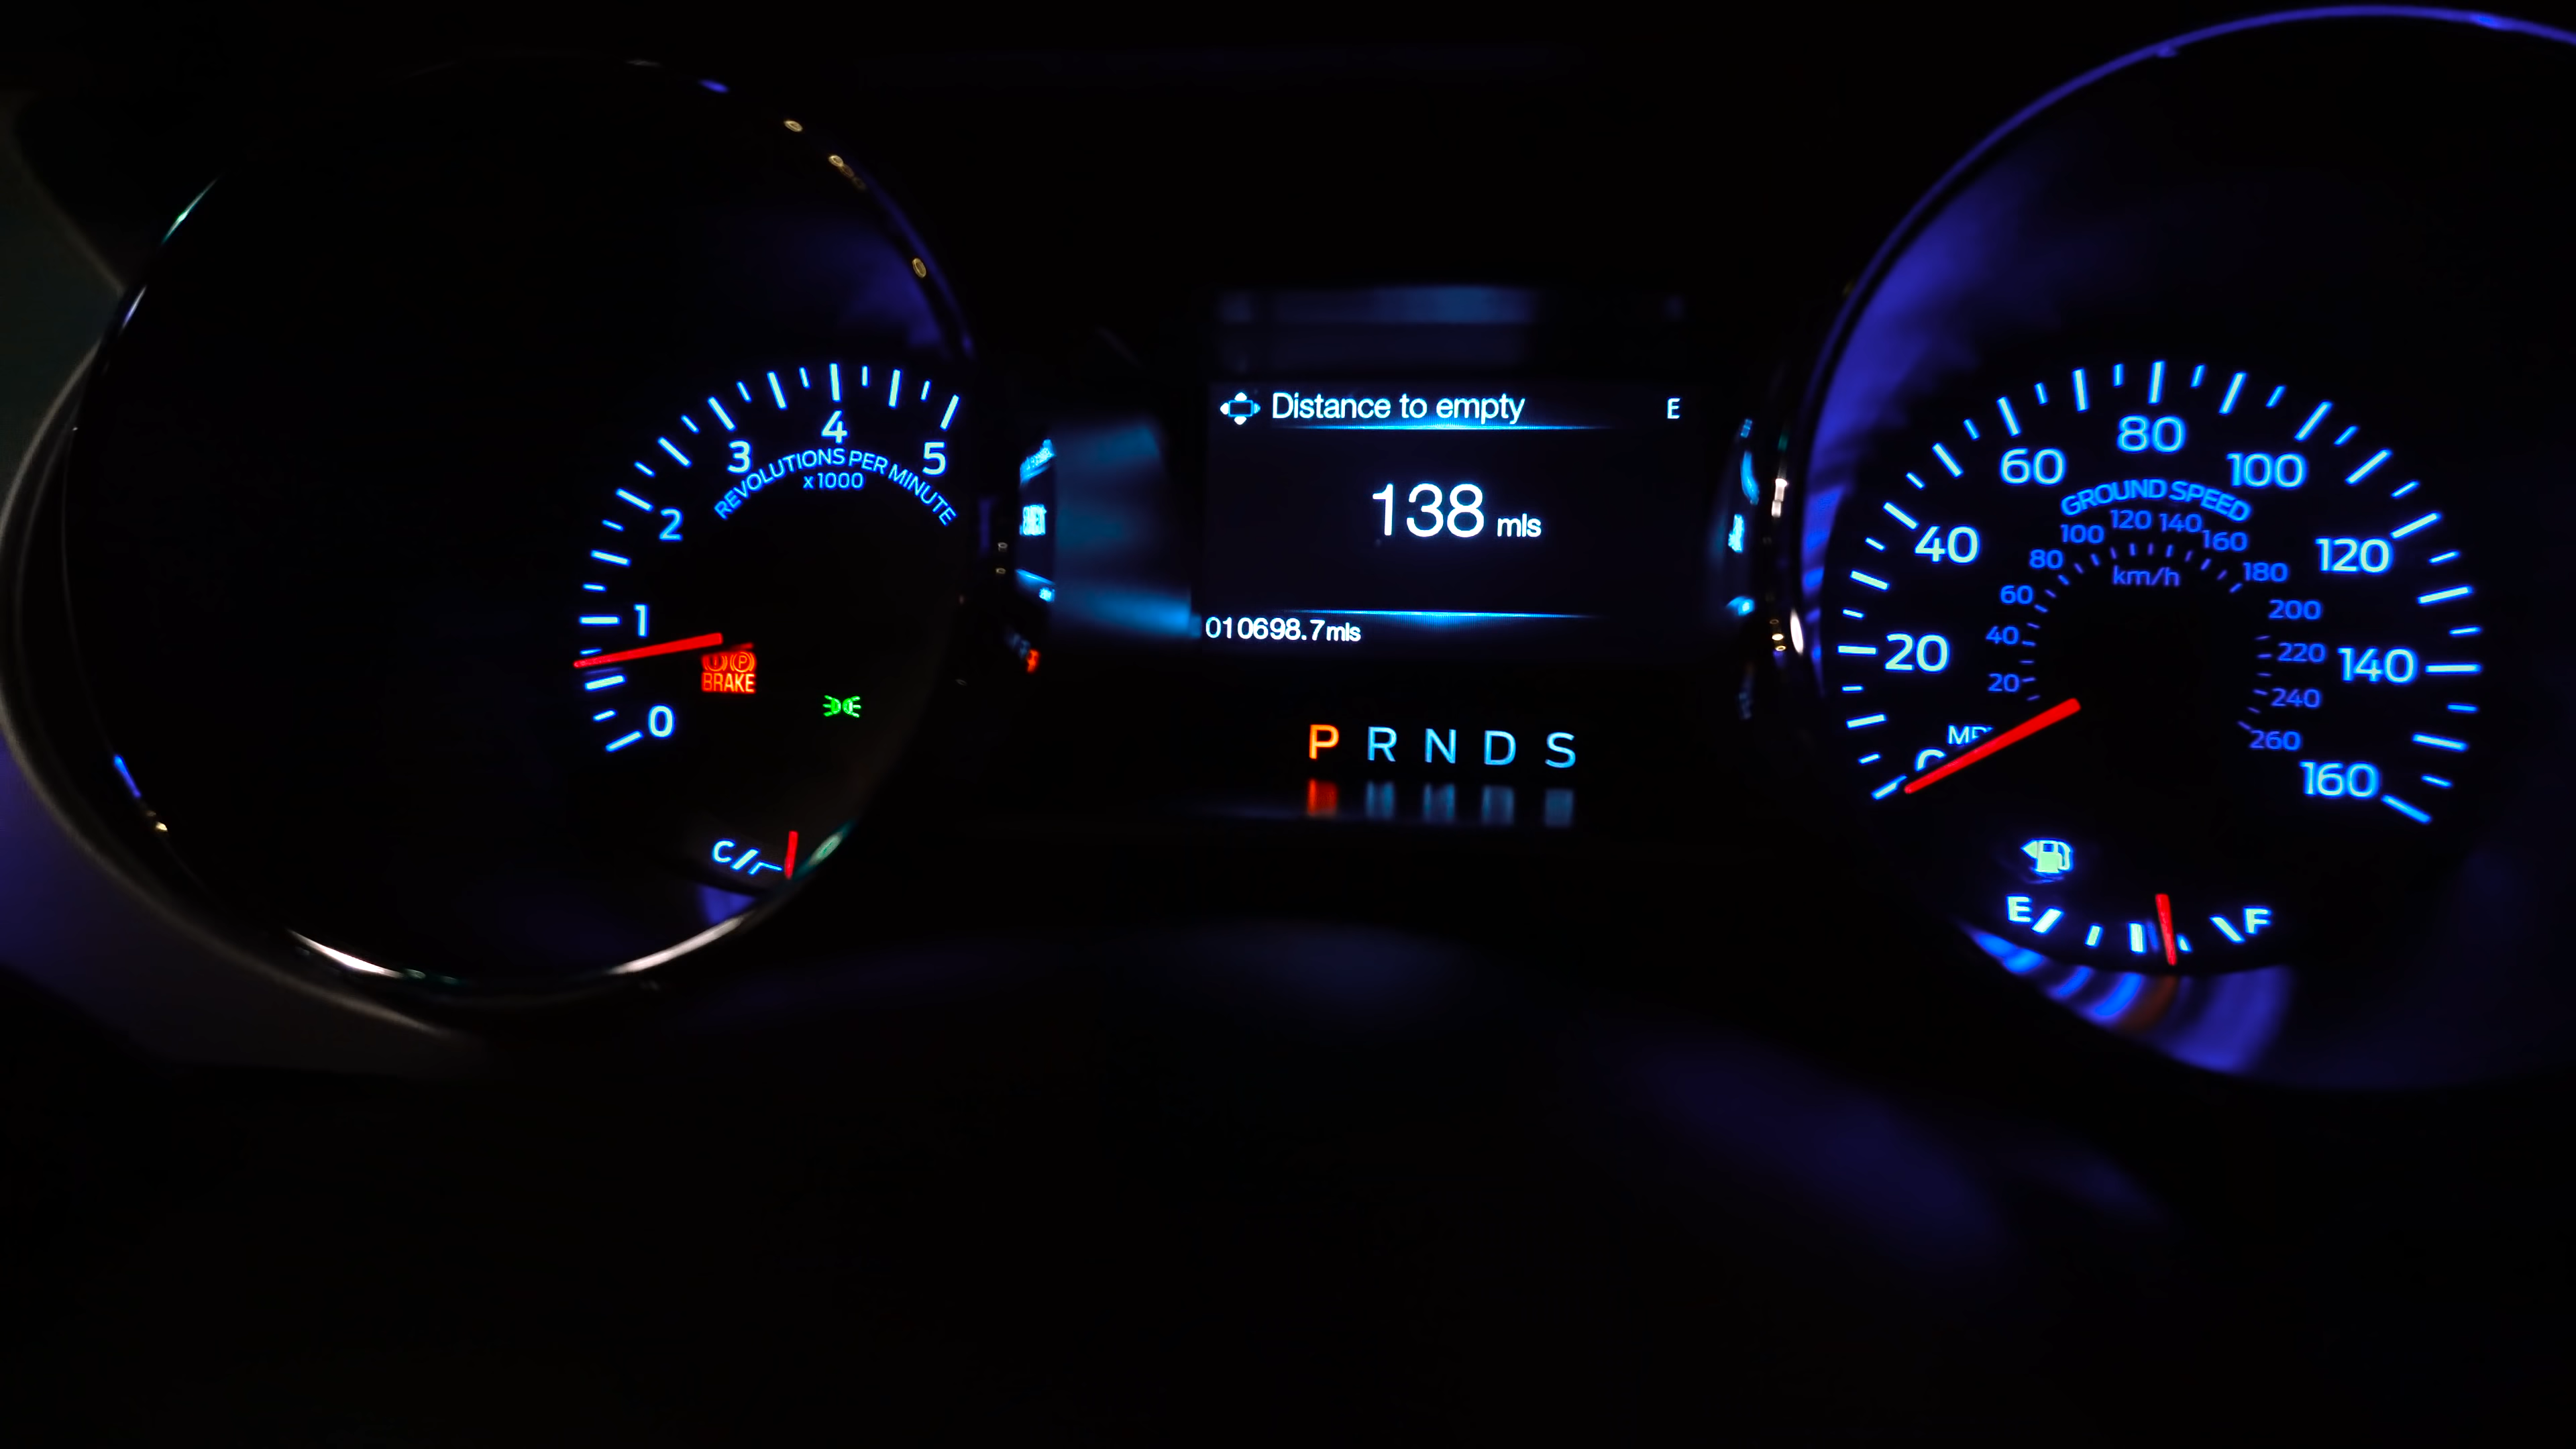 Distance to empty E
138 mls
010698.7 mls
P R N D S
0
1
2
3
4
5
REVOLUTIONS PER MINUTE
x1000
BRAKE
C
20
40
60
80
100
120
140
160
GROUND SPEED
km/h
20
40
60
80
100
120
140
160
180
200
220
240
260
E
F